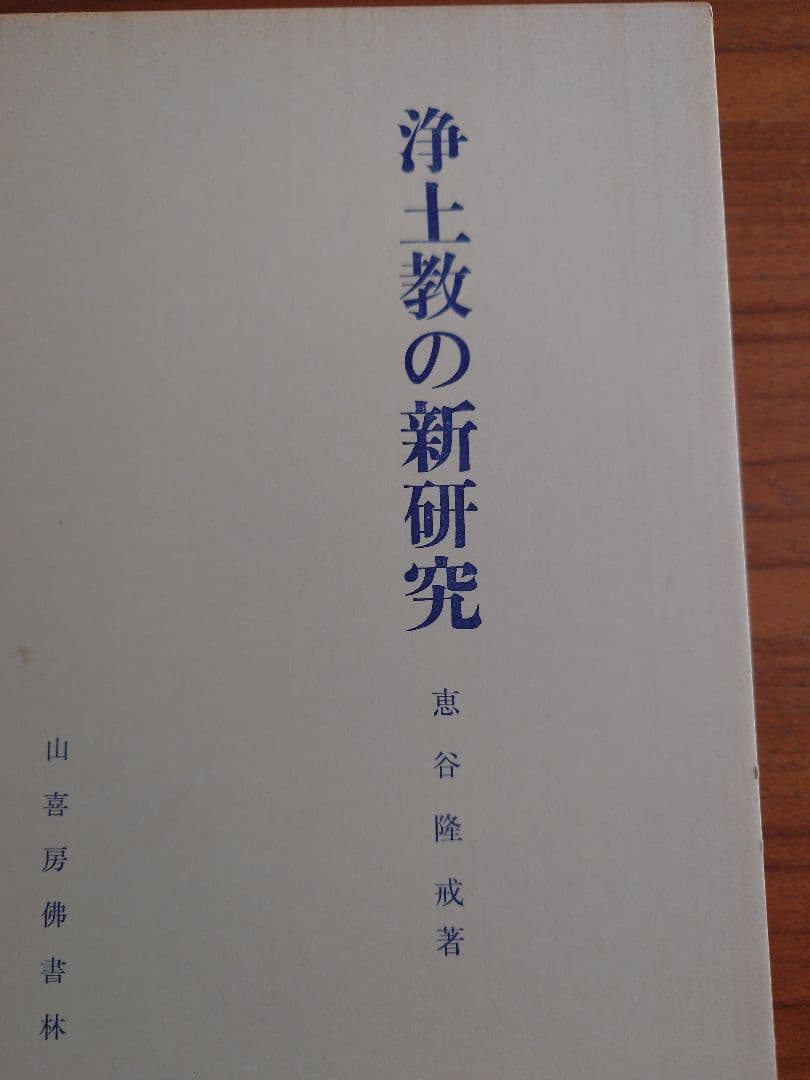 浄土教の新研究
恵谷隆戒著
山喜房佛書林